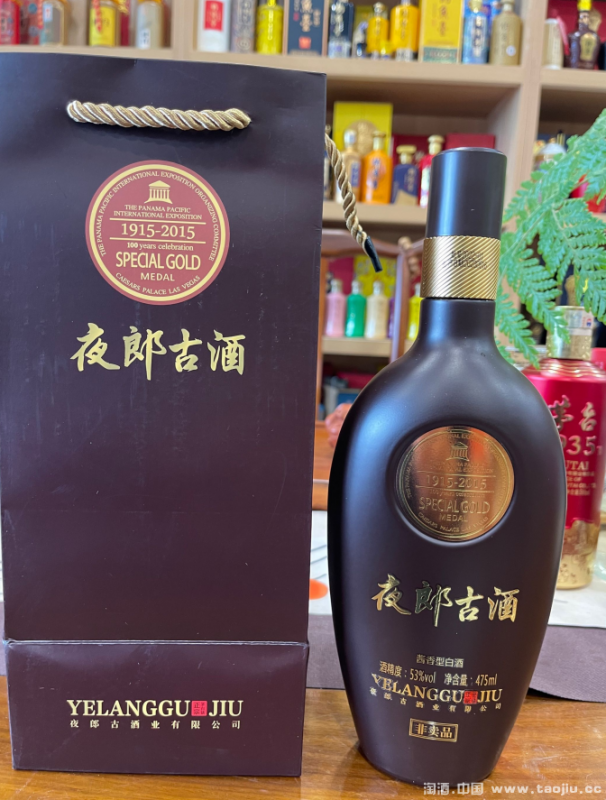 THE PANAMA PACIFIC INTERNATIONAL EXPOSITION ORGANIZING COMMITTEE
THE PANAMA PACIFIC
INTERNATIONAL EXPOSITION
1915-2015
100 years celebration
SPECIAL GOLD
MEDAL
CAESARS PALACE LAS VEGAS
夜郎古酒
YELANGGU JIU
夜郎古酒业有限公司
1915-2015
SPECIAL GOLD
MEDAL
CAESARS PALACE LAS VEGAS
夜郎古酒
酱香型白酒
酒精度:53%vol 净含量:475ml
YELANGGU JIU
夜郎古酒业有限公司
非卖品
淘酒.中国 / www.taojiu.cc